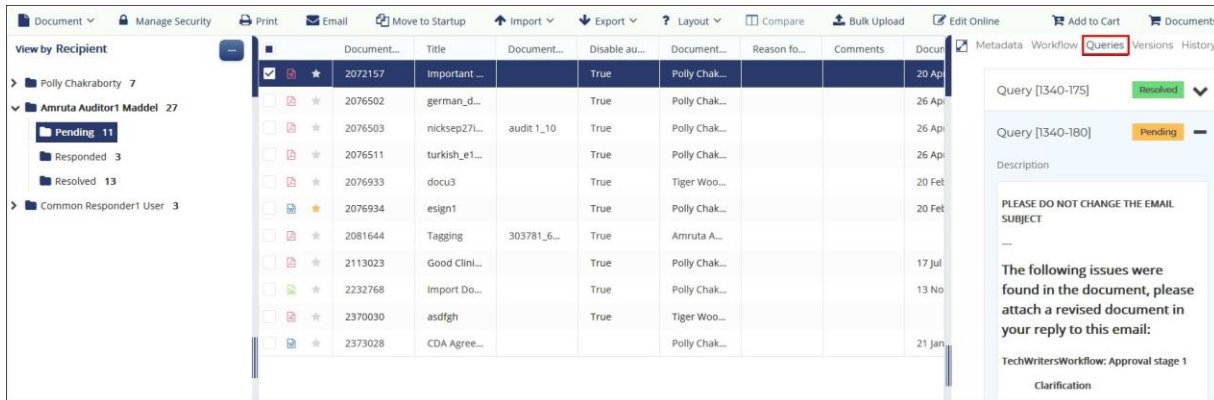 Document Manage Security Print Email Move to Startup Import Export ? Layout Compare Bulk Upload Edit Online Add to Cart Documents
View by Recipient
Polly Chakraborty 7
Amruta Auditor1 Maddel 27
Pending 11
Responded 3
Resolved 13
Common Responder1 User 3
Document... Title Document... Disable au... Document... Reason fo... Comments Docum
2072157 Important ... True Polly Chak... 20 Apr
2076502 german_d... True Polly Chak... 26 Apr
2076503 nicksep27i... audit 1_10 True Polly Chak... 26 Apr
2076511 turkish_e1... True Polly Chak... 26 Apr
2076933 docu3 True Tiger Woo... 20 Feb
2076934 esign1 True Polly Chak... 20 Feb
2081644 Tagging 303781_6... True Amruta A...
2113023 Good Clini... True Polly Chak... 17 Jul
2232768 Import Do... True Polly Chak... 13 No
2370030 asdfgh True Tiger Woo...
2373028 CDA Agree... Polly Chak... 21 Jan
Metadata Workflow Queries Versions History
Query [1340-175] Resolved
Query [1340-180] Pending
Description
PLEASE DO NOT CHANGE THE EMAIL
SUBJECT
---
The following issues were
found in the document, please
attach a revised document in
your reply to this email:
TechWritersWorkflow: Approval stage 1
Clarification